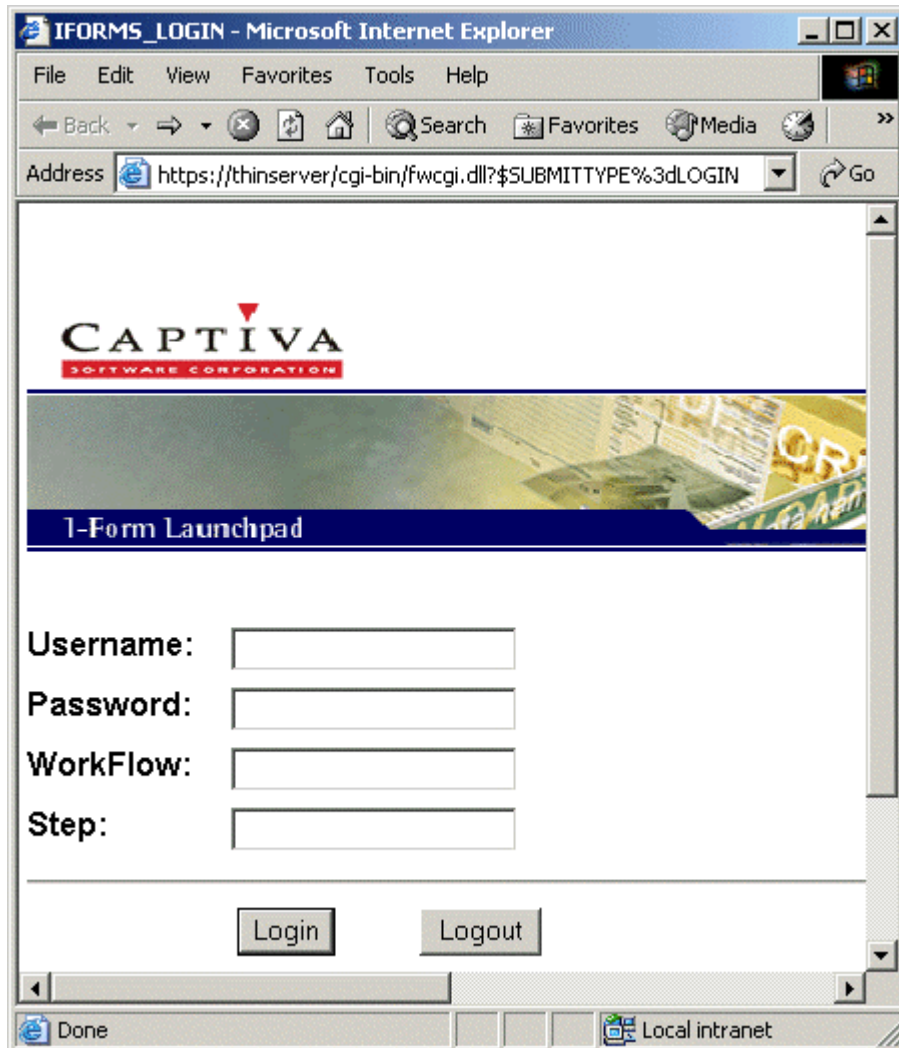 IFORMS_LOGIN - Microsoft Internet Explorer
File Edit View Favorites Tools Help
Back Search Favorites Media »
Address https://thinserver/cgi-bin/fwcgi.dll?$SUBMITTYPE%3dLOGIN Go
CAPTIVA
SOFTWARE CORPORATION
I-Form Launchpad
Username:
Password:
WorkFlow:
Step:
Login Logout
Done Local intranet